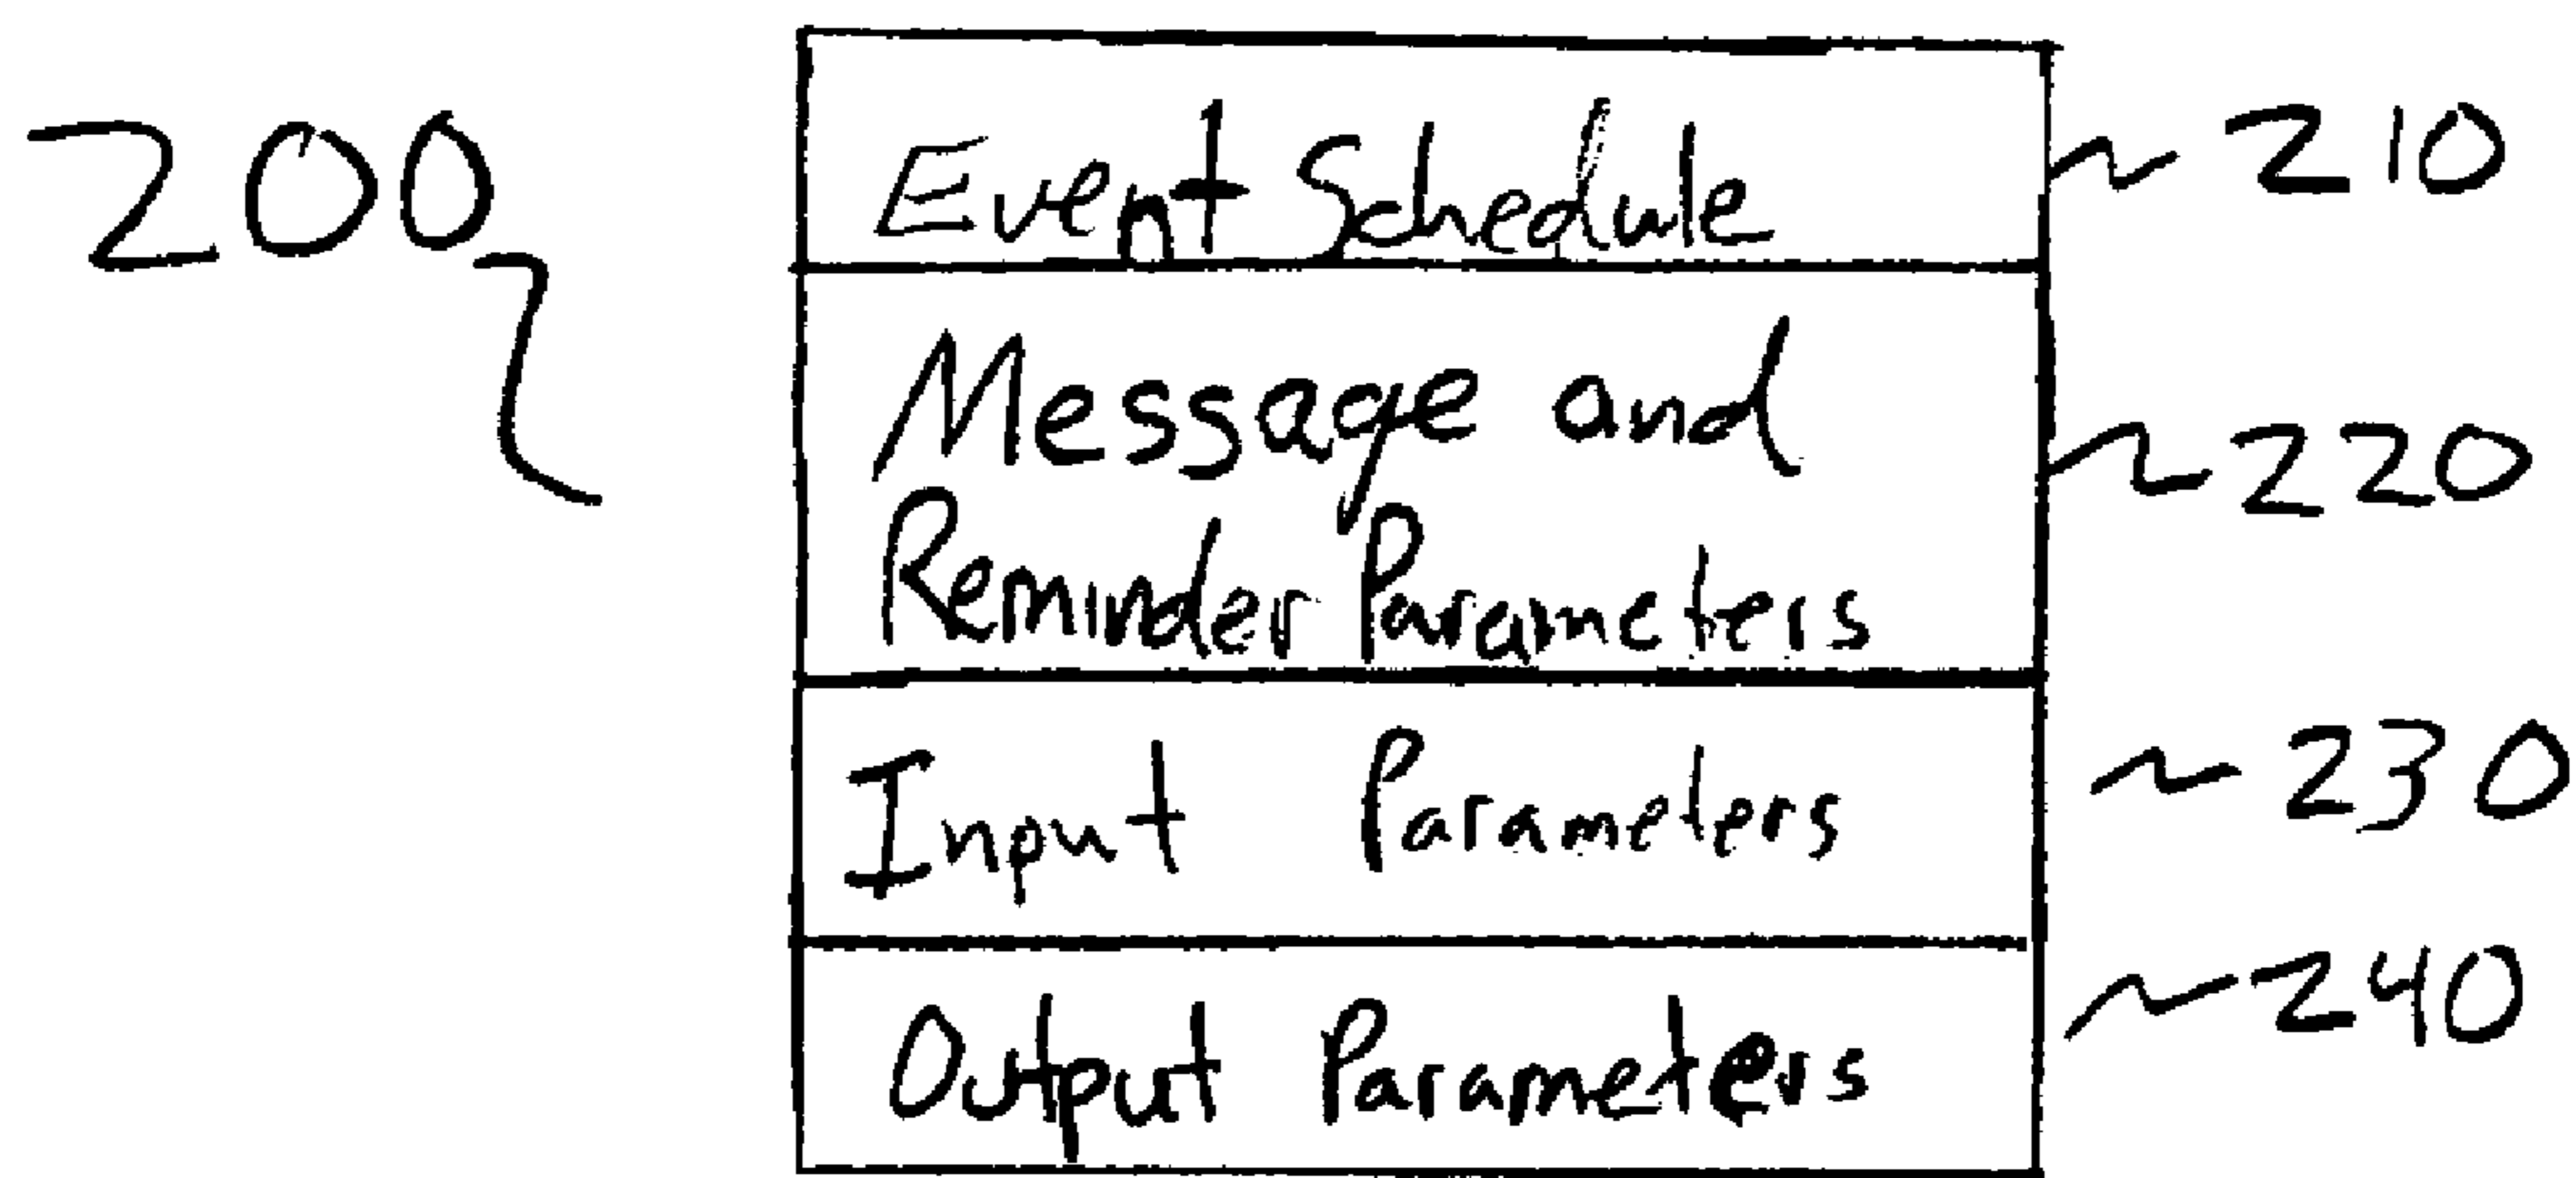 200
Event Schedule ~ 210
Message and
~ 220
Reminder Parameters
Input Parameters ~ 230
Output Parameters ~ 240